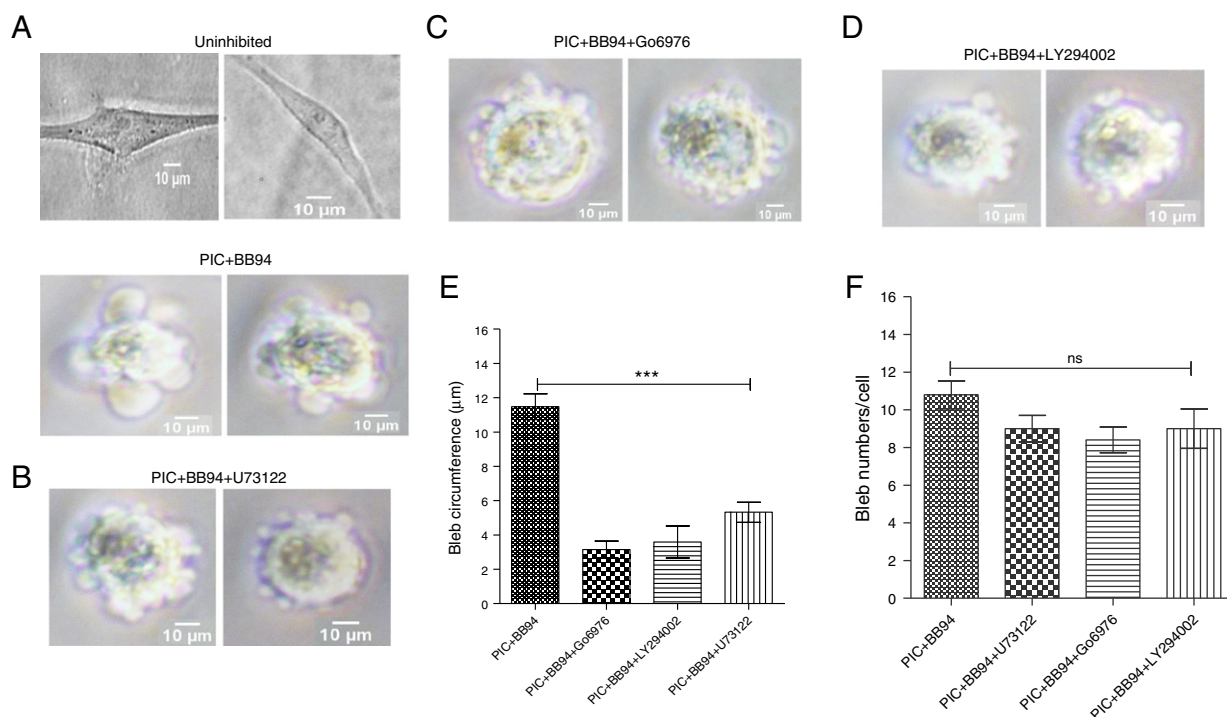 A
Uninhibited
10 µm
10 µm
PIC+BB94
10 µm
10 µm
B
PIC+BB94+U73122
10 µm
10 µm
C
PIC+BB94+Go6976
10 µm
10 µm
D
PIC+BB94+LY294002
10 µm
10 µm
E
Bleb circumference (µm)
16
14
12
10
8
6
4
2
0
***
PIC+BB94
PIC+BB94+Go6976
PIC+BB94+LY294002
PIC+BB94+U73122
F
Bleb numbers/cell
16
14
12
10
8
6
4
2
0
ns
PIC+BB94
PIC+BB94+U73122
PIC+BB94+Go6976
PIC+BB94+LY294002